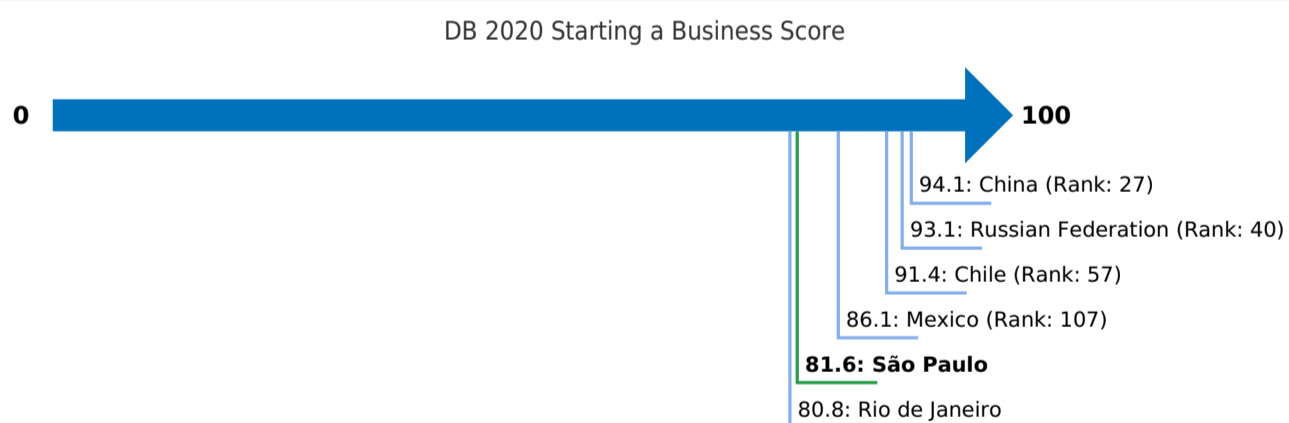 DB 2020 Starting a Business Score
0
100
94.1: China (Rank: 27)
93.1: Russian Federation (Rank: 40)
91.4: Chile (Rank: 57)
86.1: Mexico (Rank: 107)
81.6: São Paulo
80.8: Rio de Janeiro